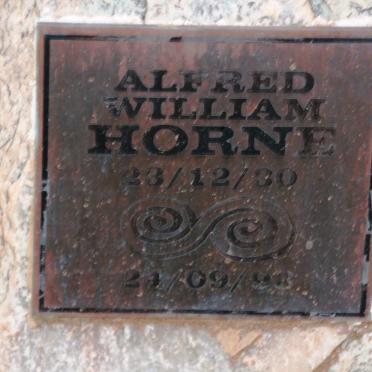 ALFRED
WILLIAM
HORNE
23/12/30